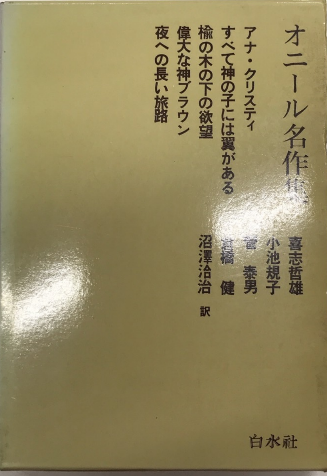 オニール名作集
アナ・クリスティ
すべて神の子には翼がある
楡の木の下の欲望
偉大な神ブラウン
夜への長い旅路
喜志哲雄
小池規子
菅 泰男
倉橋 健
沼澤治治 訳
白水社